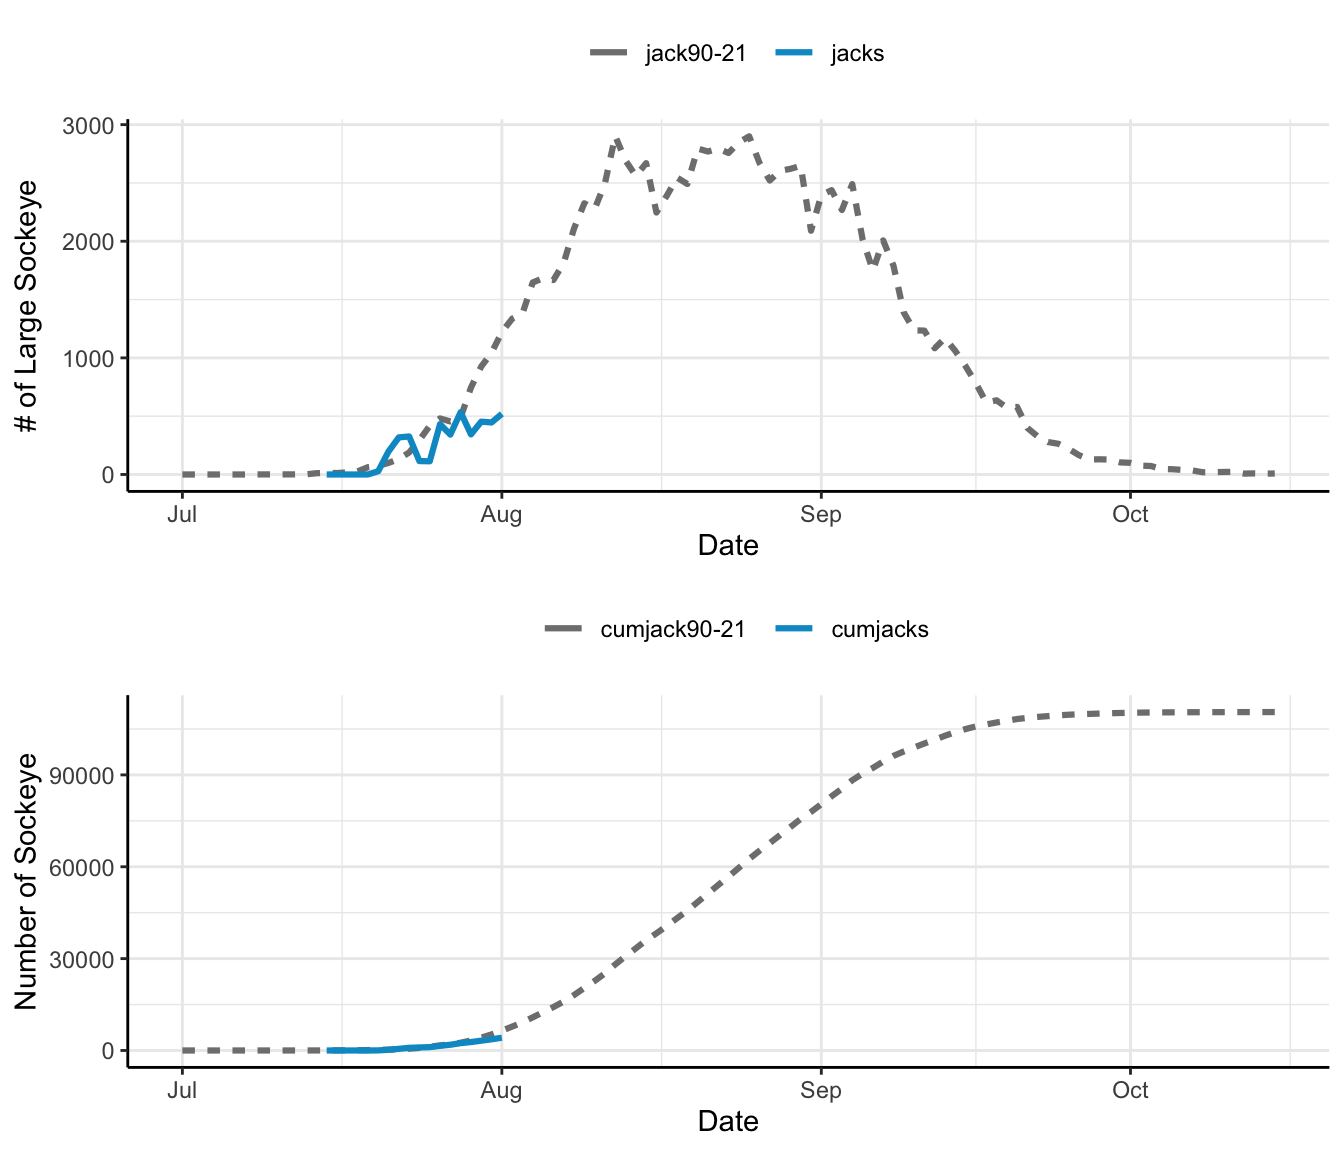 jack90-21 jacks
# of Large Sockeye
3000
2000
1000
0
Jul Aug Sep Oct
Date
cumjack90-21 cumjacks
Number of Sockeye
90000
60000
30000
0
Jul Aug Sep Oct
Date